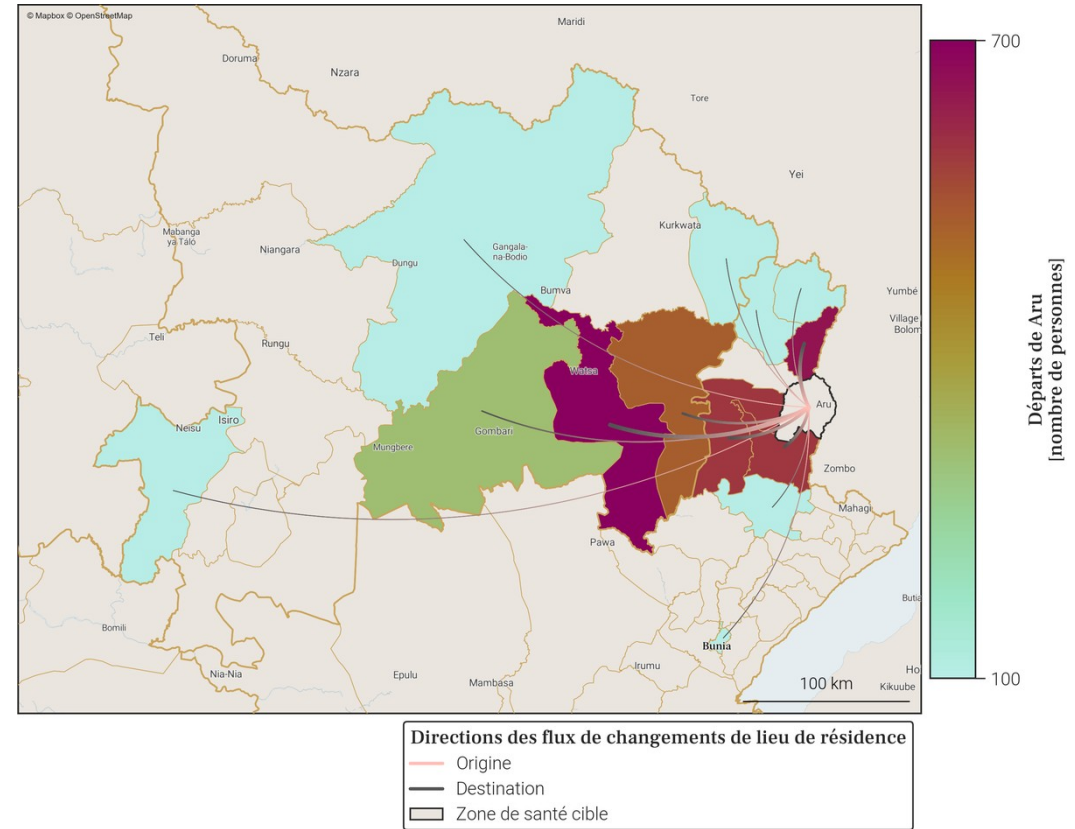 © Mapbox © OpenStreetMap
Maridi
Doruma
Nzara
Tore
Yei
Kurkwata
Mabanga
ya Talo
Niangara
Gangala-
na-Bodio
Dungu
Bumva
Yumbé
Village
Bolom
Teli
Rungu
Watsa
Aru
Isiro
Neisu
Gombari
Mungbere
Zombo
Mahagi
Pawa
Bomili
Butia
Bunia
Irumu
Nia-Nia
Epulu
Mambasa
Ho
Kikuube
100 km
700
100
Départs de Aru
[nombre de personnes]
Directions des flux de changements de lieu de résidence
Origine
Destination
Zone de santé cible